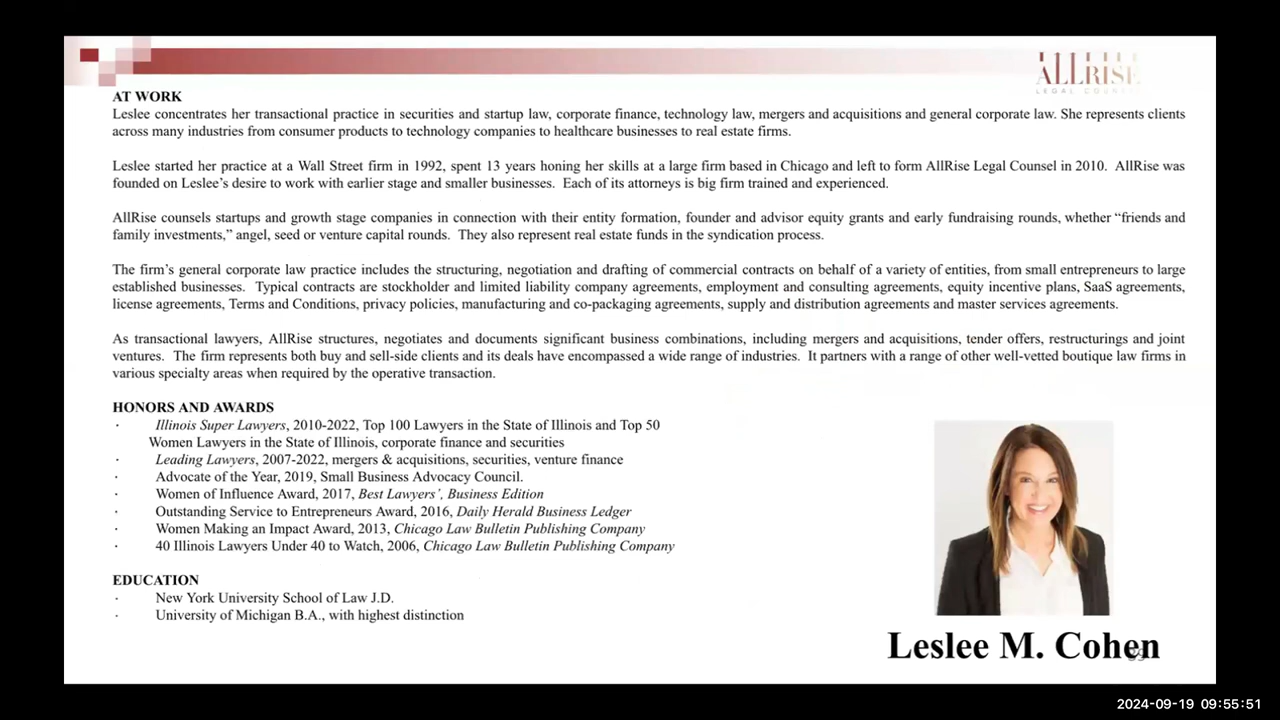 ALLRISE
LEGAL COUNSEL
AT WORK
Leslee concentrates her transactional practice in securities and startup law, corporate finance, technology law, mergers and acquisitions and general corporate law. She represents clients
across many industries from consumer products to technology companies to healthcare businesses to real estate firms.
Leslee started her practice at a Wall Street firm in 1992, spent 13 years honing her skills at a large firm based in Chicago and left to form AllRise Legal Counsel in 2010. AllRise was
founded on Leslee’s desire to work with earlier stage and smaller businesses. Each of its attorneys is big firm trained and experienced.
AllRise counsels startups and growth stage companies in connection with their entity formation, founder and advisor equity grants and early fundraising rounds, whether “friends and
family investments,” angel, seed or venture capital rounds. They also represent real estate funds in the syndication process.
The firm’s general corporate law practice includes the structuring, negotiation and drafting of commercial contracts on behalf of a variety of entities, from small entrepreneurs to large
established businesses. Typical contracts are stockholder and limited liability company agreements, employment and consulting agreements, equity incentive plans, SaaS agreements,
license agreements, Terms and Conditions, privacy policies, manufacturing and co-packaging agreements, supply and distribution agreements and master services agreements.
As transactional lawyers, AllRise structures, negotiates and documents significant business combinations, including mergers and acquisitions, tender offers, restructurings and joint
ventures. The firm represents both buy and sell-side clients and its deals have encompassed a wide range of industries. It partners with a range of other well-vetted boutique law firms in
various specialty areas when required by the operative transaction.
HONORS AND AWARDS
· Illinois Super Lawyers, 2010-2022, Top 100 Lawyers in the State of Illinois and Top 50
Women Lawyers in the State of Illinois, corporate finance and securities
· Leading Lawyers, 2007-2022, mergers & acquisitions, securities, venture finance
· Advocate of the Year, 2019, Small Business Advocacy Council.
· Women of Influence Award, 2017, Best Lawyers’, Business Edition
· Outstanding Service to Entrepreneurs Award, 2016, Daily Herald Business Ledger
· Women Making an Impact Award, 2013, Chicago Law Bulletin Publishing Company
· 40 Illinois Lawyers Under 40 to Watch, 2006, Chicago Law Bulletin Publishing Company
EDUCATION
· New York University School of Law J.D.
· University of Michigan B.A., with highest distinction
Leslee M. Cohen
2024-09-19 09:55:51